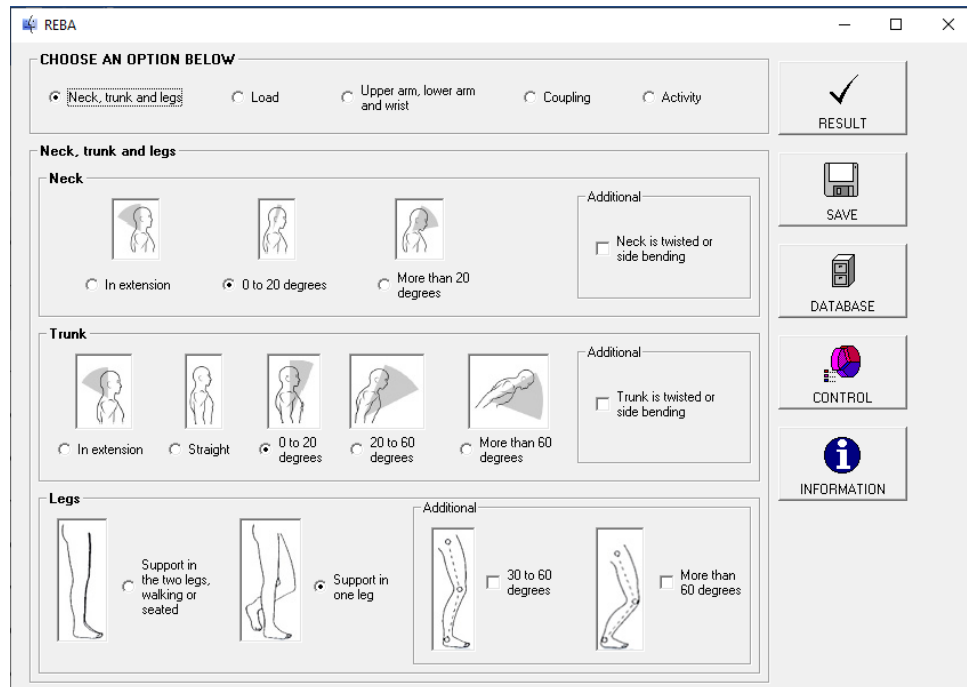 REBA
CHOOSE AN OPTION BELOW
Neck, trunk and legs
Load
Upper arm, lower arm
and wrist
Coupling
Activity
RESULT
SAVE
DATABASE
CONTROL
INFORMATION
Neck, trunk and legs
Neck
In extension
0 to 20 degrees
More than 20
degrees
Additional
Neck is twisted or
side bending
Trunk
In extension
Straight
0 to 20
degrees
20 to 60
degrees
More than 60
degrees
Additional
Trunk is twisted or
side bending
Legs
Support in
the two legs,
walking or
seated
Support in
one leg
Additional
30 to 60
degrees
More than
60 degrees